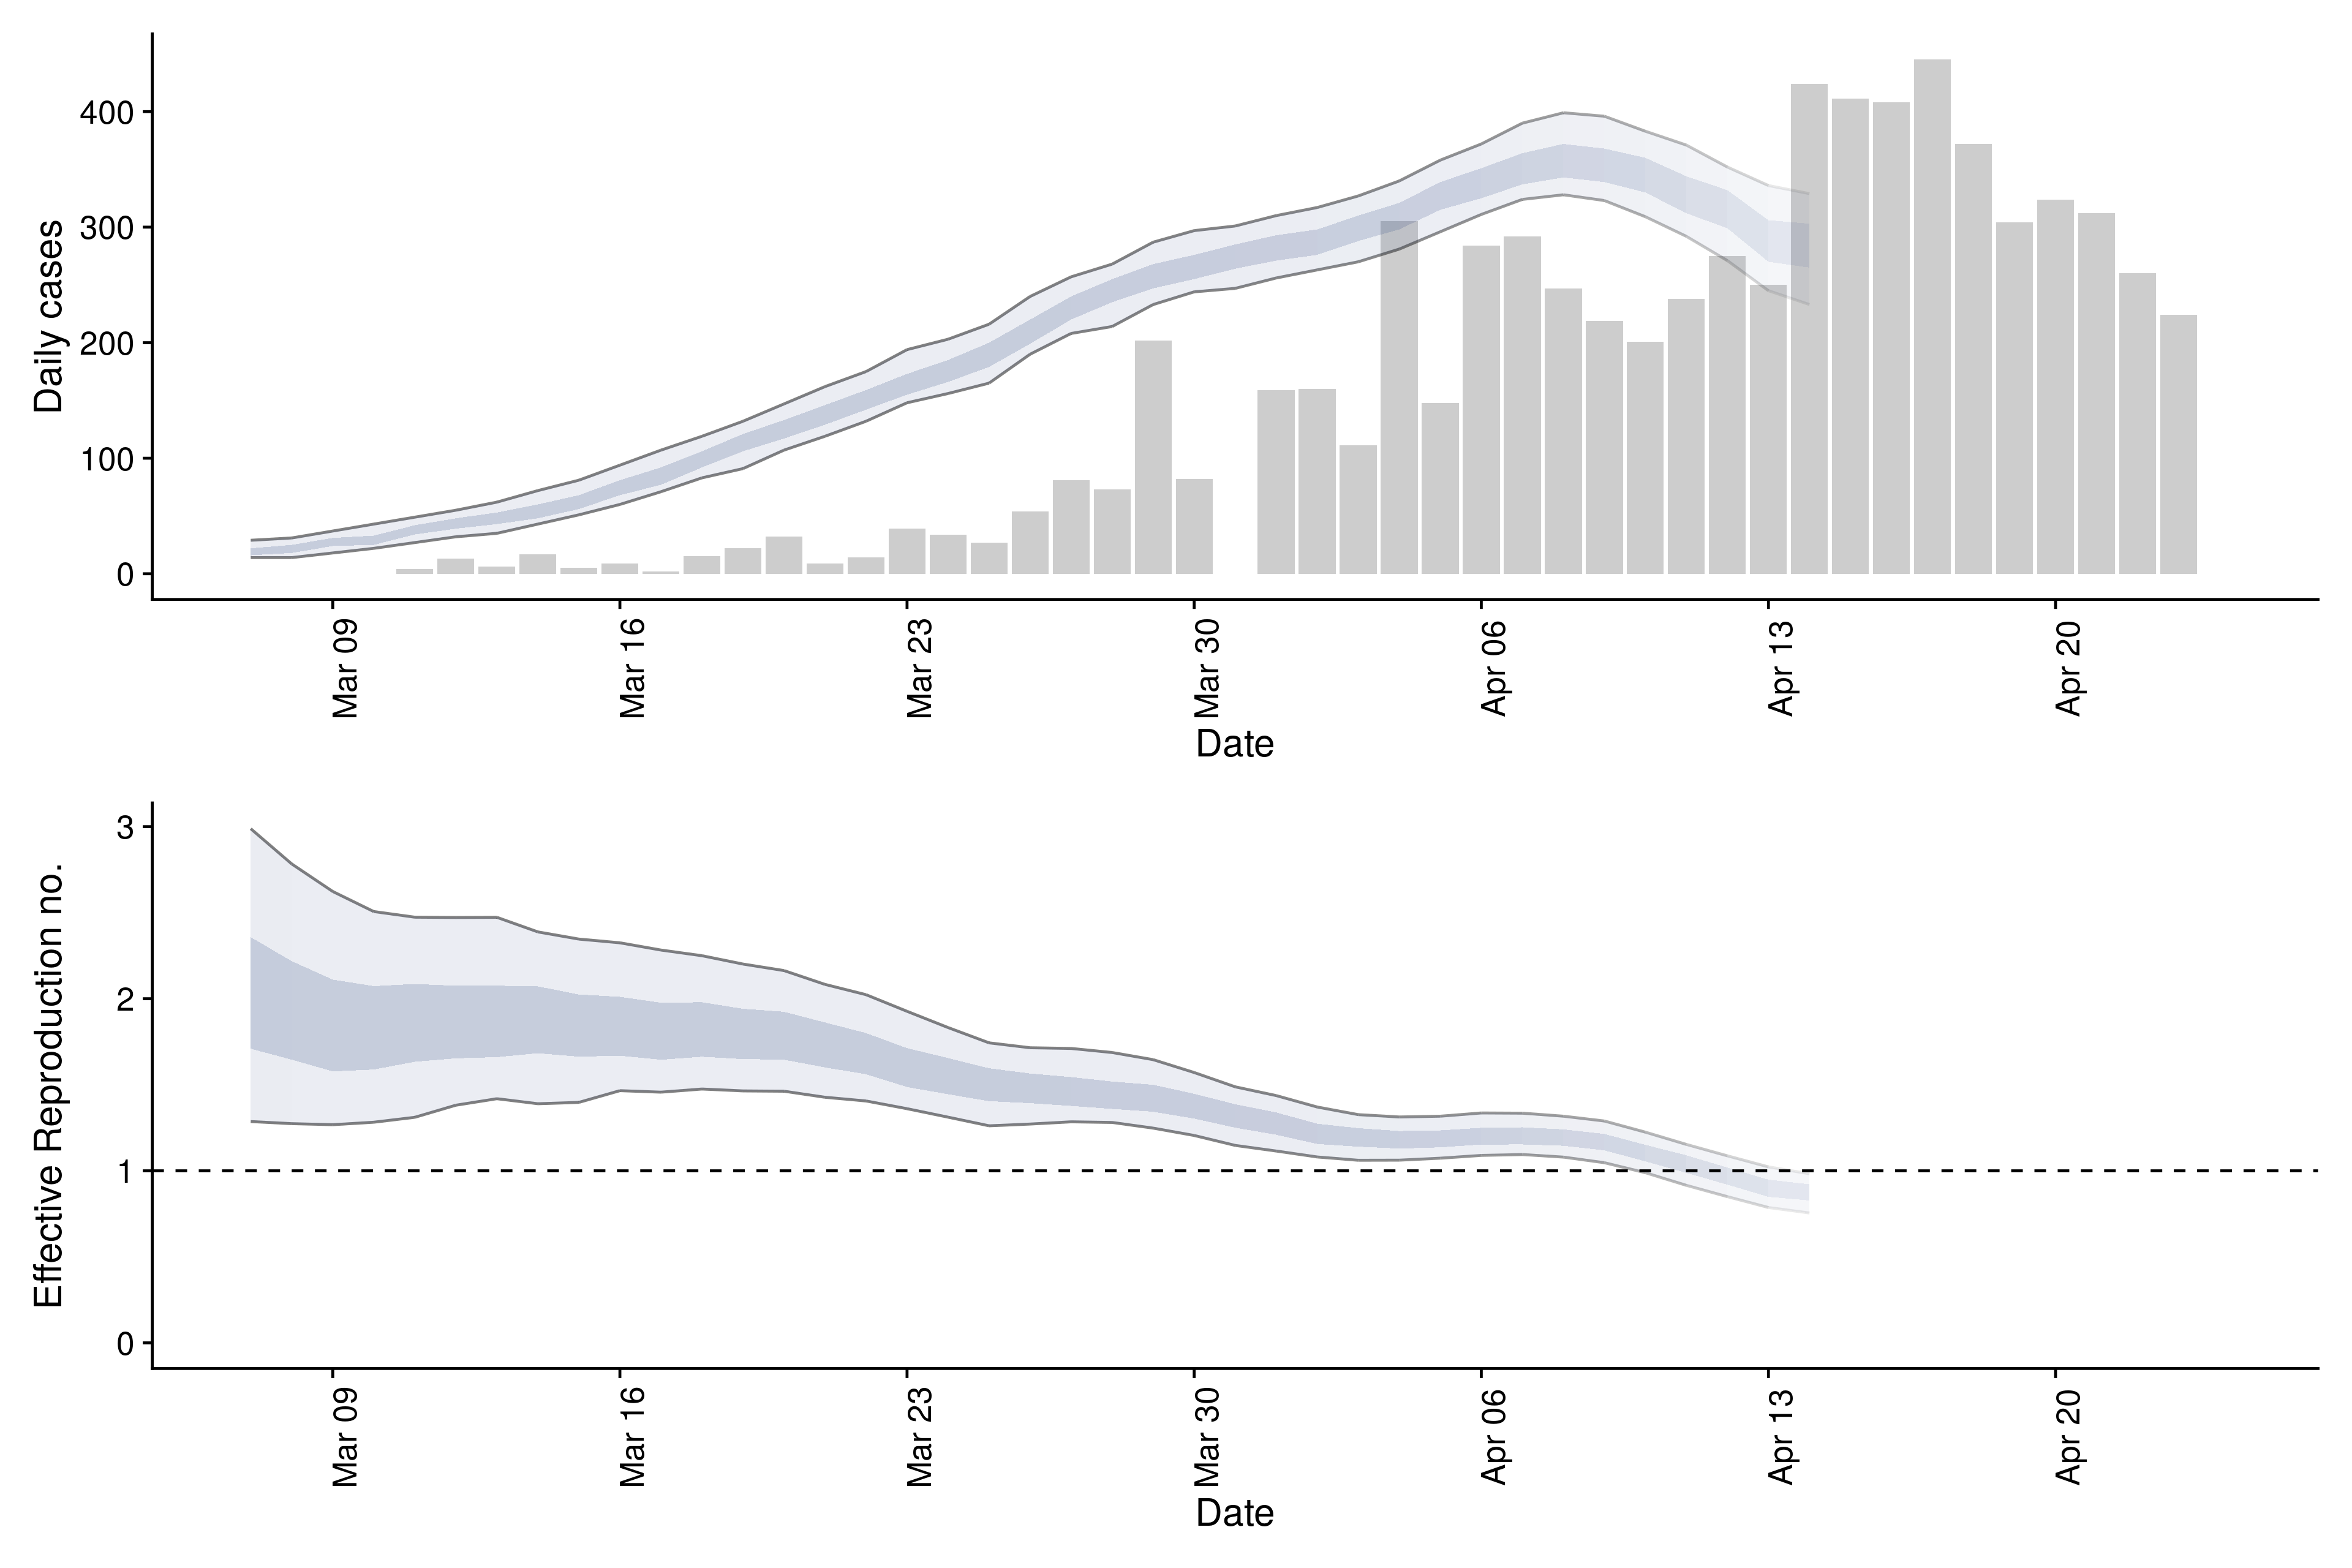 Daily cases
400
300
200
100
0
Mar 09
Mar 16
Mar 23
Mar 30
Apr 06
Apr 13
Apr 20
Date
Effective Reproduction no.
3
2
1
0
Mar 09
Mar 16
Mar 23
Mar 30
Apr 06
Apr 13
Apr 20
Date